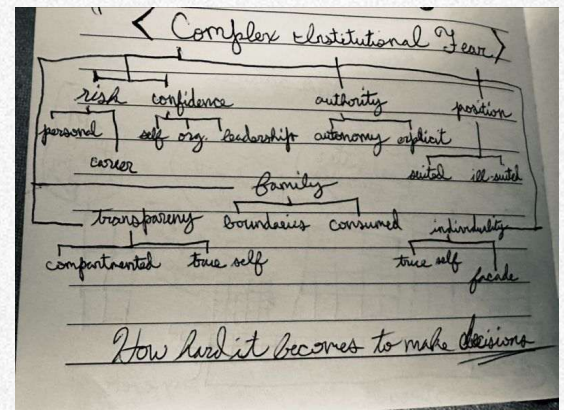 < Complex Institutional Fear >
risk confidence authority position
personal self org. leadership autonomy explicit
career suited ill-suited
family
transparency boundaries consumed individuality
compartmented true self true self facade
How hard it becomes to make decisions